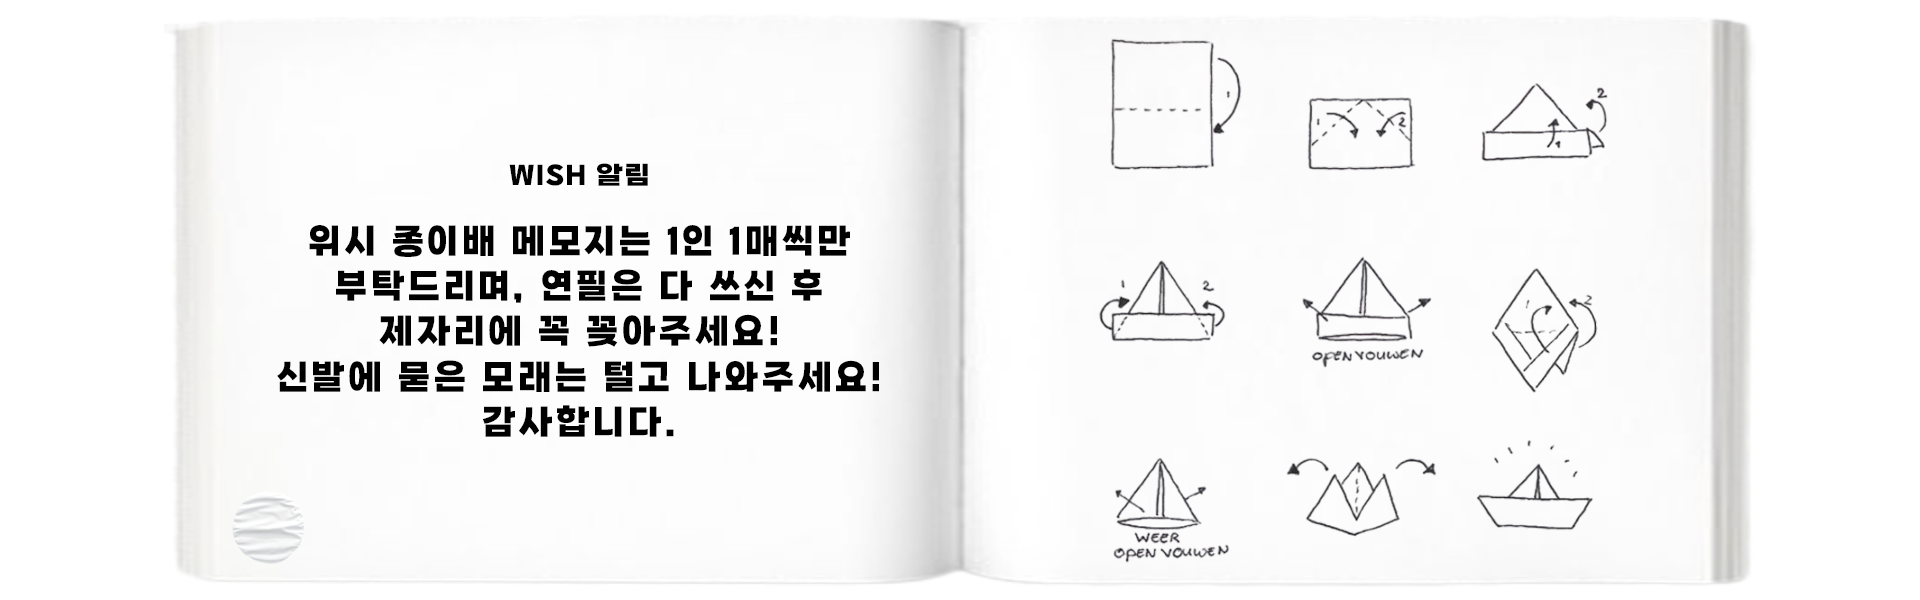 WISH 알림
위시 종이배 메모지는 1인 1매씩만
부탁드리며, 연필은 다 쓰신 후
제자리에 꼭 꽂아주세요!
신발에 묻은 모래는 털고 나와주세요!
감사합니다.
1
1 2
2
1
1 2
OPEN VOUWEN
1 2
WEER
OPEN VOUWEN